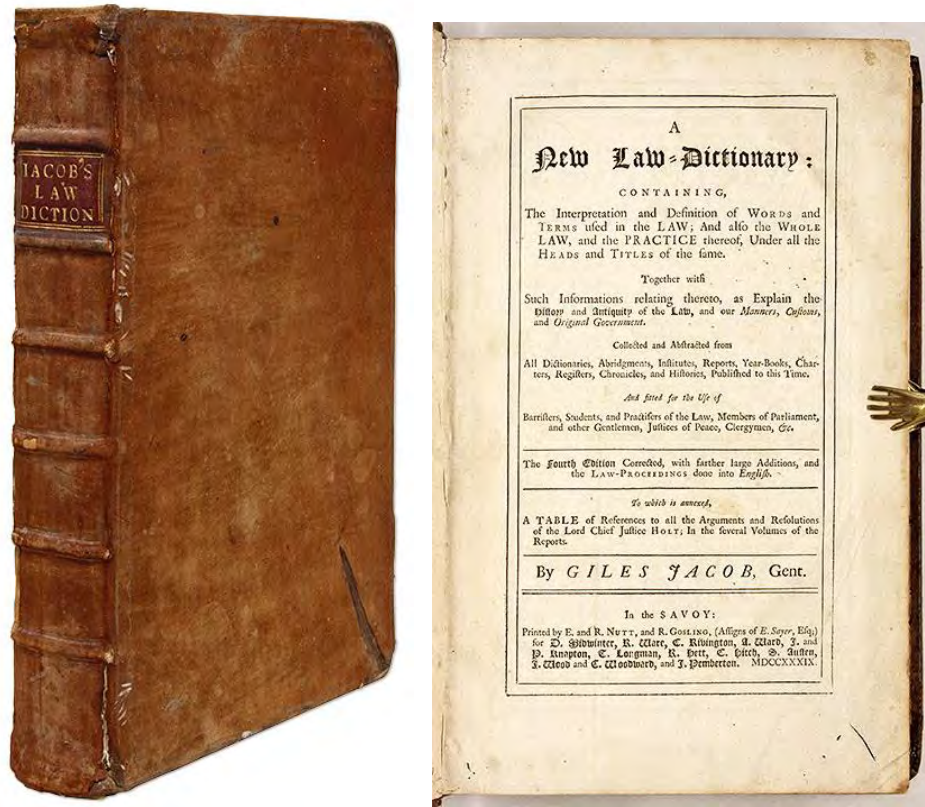 IACOB'S
LAW
DICTION
A
New Law-Dictionary:
CONTAINING,
The Interpretation and Definition of WORDS and
TERMS uſed in the LAW; And alſo the WHOLE
LAW, and the PRACTICE thereof, Under all the
HEADS and TITLES of the ſame.
Together with
Such Informations relating thereto, as Explain the
Hiſtory and Antiquity of the Law, and our Manners, Cuſtoms,
and Original Government.
Collected and Abſtracted from
All Dictionaries, Abridgments, Inſtitutes, Reports, Year-Books, Char-
ters, Regiſters, Chronicles, and Hiſtories, Publiſhed to this Time.
And fitted for the Uſe of
Barriſters, Students, and Practiſers of the Law, Members of Parliament,
and other Gentlemen, Juſtices of Peace, Clergymen, &c.
The Fourth Edition Corrected, with farther large Additions, and
the LAW-PROCEEDINGS done into Engliſh.
To which is annexed,
A TABLE of References to all the Arguments and Reſolutions
of the Lord Chief Juſtice HOLT; In the ſeveral Volumes of the
Reports.
By GILES JACOB, Gent.
In the SAVOY:
Printed by E. and R. NUTT, and R. GOSLING, (Aſſigns of E. Sayer, Eſq;)
for D. Midwinter, R. Ware, C. Rivington, A. Ward, J. and
P. Knapton, T. Longman, R. Hett, C. Hitch, S. Auſten,
J. Wood and C. Woodward, and J. Pemberton. MDCCXXXIX.